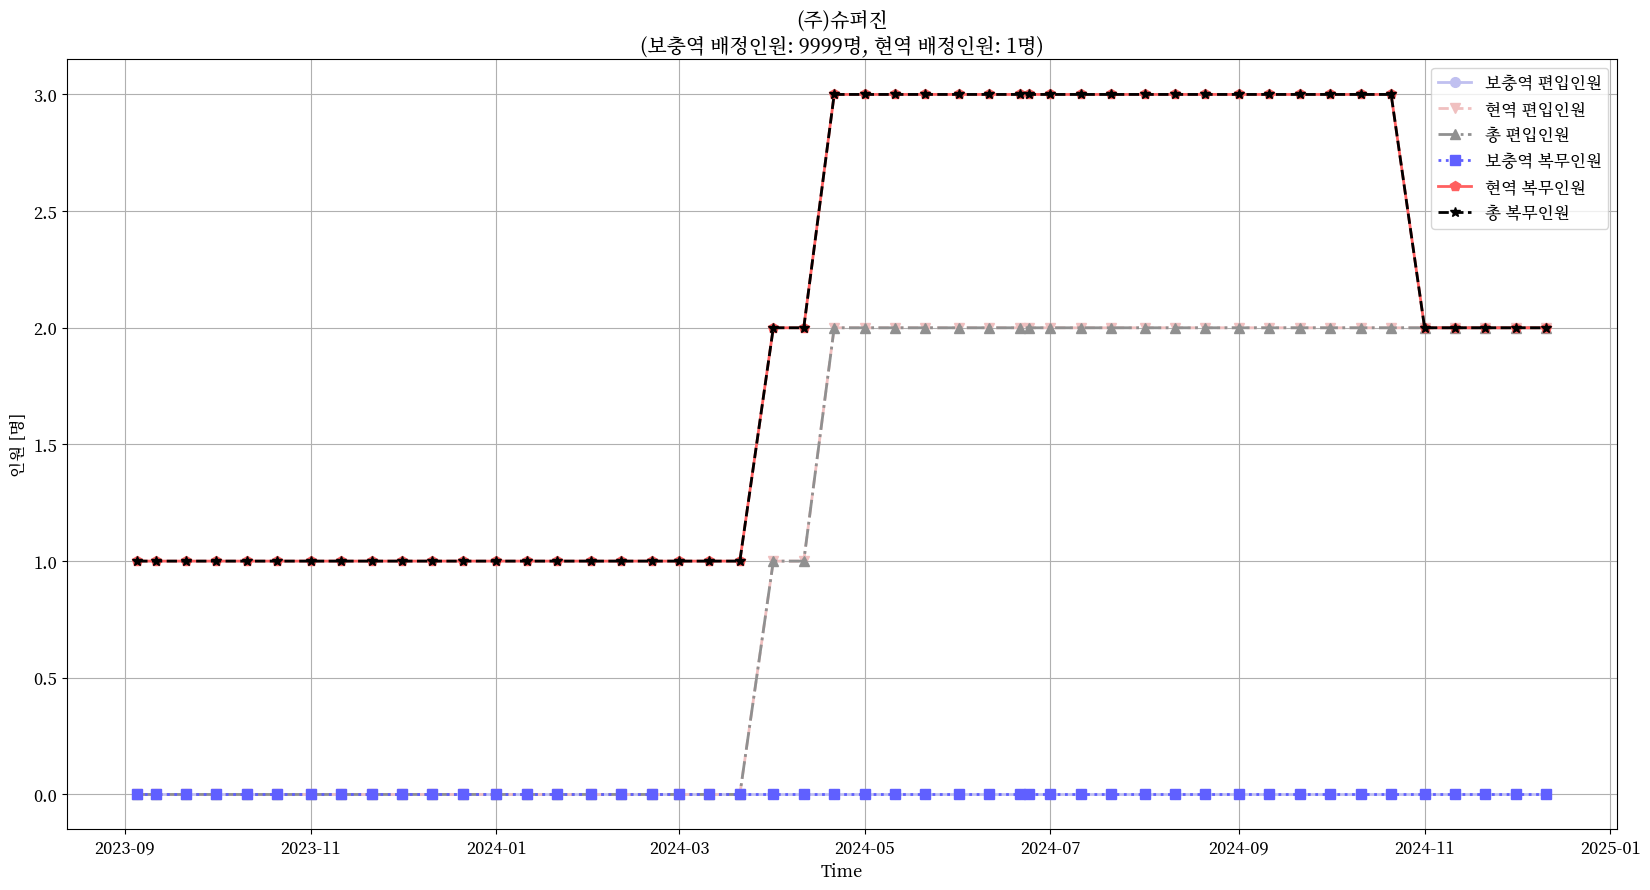 (주)슈퍼진
(보충역 배정인원: 9999명, 현역 배정인원: 1명)
보충역 편입인원
현역 편입인원
총 편입인원
보충역 복무인원
현역 복무인원
총 복무인원
3.0
2.5
2.0
1.5
1.0
0.5
0.0
인원 [명]
2023-09
2023-11
2024-01
2024-03
2024-05
2024-07
2024-09
2024-11
2025-01
Time